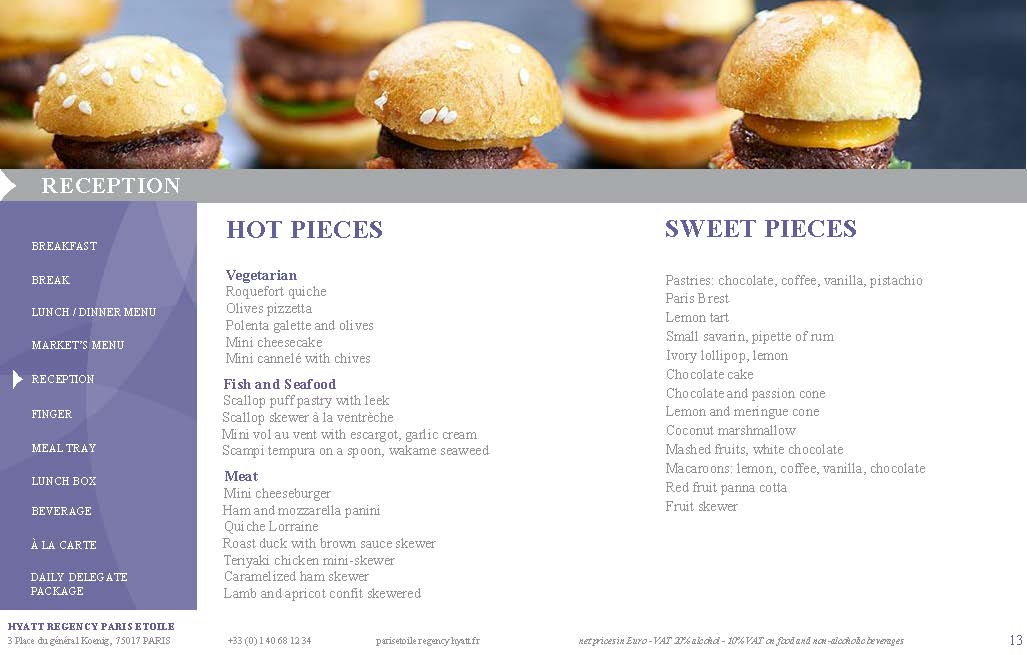 RECEPTION
BREAKFAST
BREAK
LUNCH / DINNER MENU
MARKET'S MENU
RECEPTION
FINGER
MEAL TRAY
LUNCH BOX
BEVERAGE
À LA CARTE
DAILY DELEGATE
PACKAGE
HOT PIECES
Vegetarian
Roquefort quiche
Olives pizzetta
Polenta galette and olives
Mini cheesecake
Mini cannelé with chives
Fish and Seafood
Scallop puff pastry with leek
Scallop skewer à la ventrèche
Mini vol au vent with escargot, garlic cream
Scampi tempura on a spoon, wakame seaweed
Meat
Mini cheeseburger
Ham and mozzarella panini
Quiche Lorraine
Roast duck with brown sauce skewer
Teriyaki chicken mini-skewer
Caramelized ham skewer
Lamb and apricot confit skewered
SWEET PIECES
Pastries: chocolate, coffee, vanilla, pistachio
Paris Brest
Lemon tart
Small savarin, pipette of rum
Ivory lollipop, lemon
Chocolate cake
Chocolate and passion cone
Lemon and meringue cone
Coconut marshmallow
Mashed fruits, white chocolate
Macaroons: lemon, coffee, vanilla, chocolate
Red fruit panna cotta
Fruit skewer
HYATT REGENCY PARIS ETOILE
3 Place du général Koenig, 75017 PARIS
+33 (0) 1 40 68 12 34
parisetoile.regency.hyatt.fr
net prices in Euro - VAT 20% alcohol - 10% VAT on food and non-alcoholic beverages
13